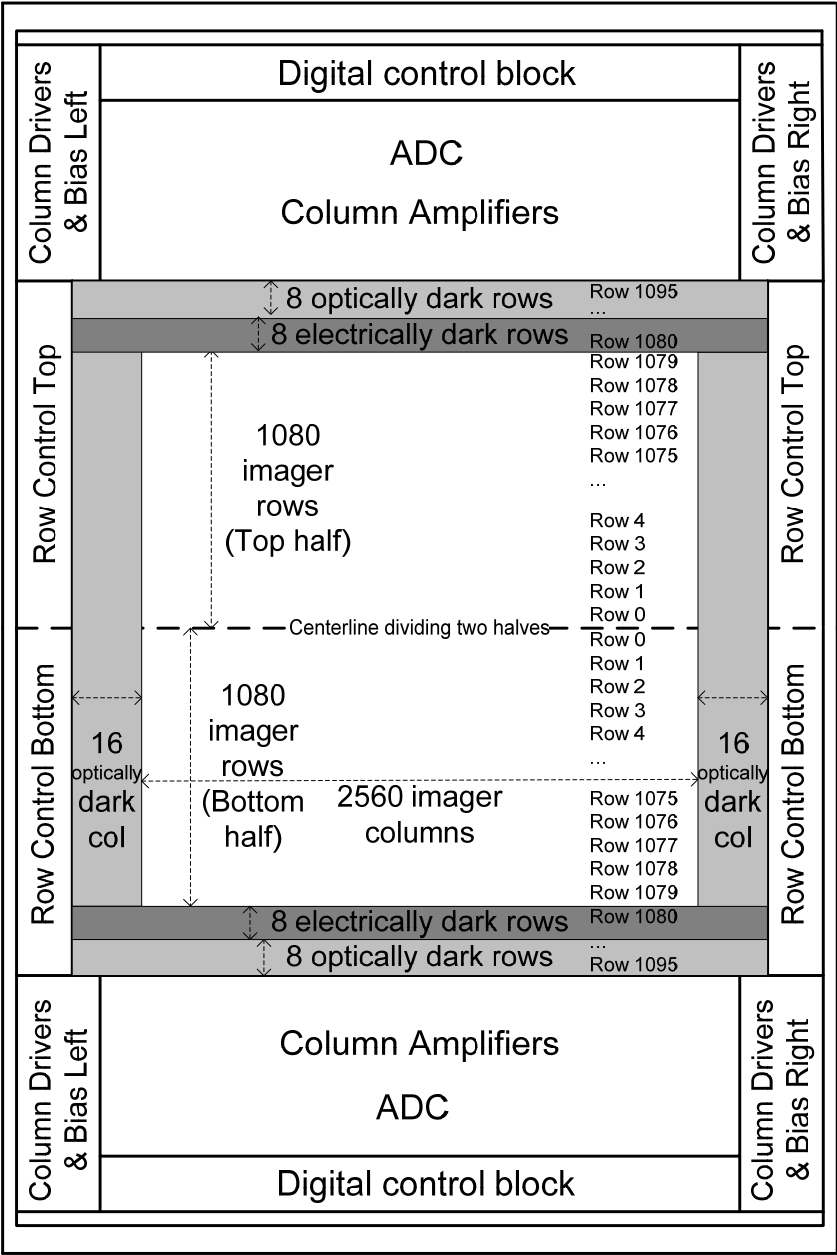 Column Drivers
& Bias Left
Digital control block
Column Drivers
& Bias Right
ADC
Column Amplifiers
8 optically dark rows
Row 1095
...
8 electrically dark rows
Row 1080
Row Control Top
1080
imager
rows
(Top half)
Row 1079
Row 1078
Row 1077
Row 1076
Row 1075
...
Row 4
Row 3
Row 2
Row 1
Row 0
Row Control Top
Centerline dividing two halves
Row Control Bottom
16
optically
dark
col
1080
imager
rows
(Bottom
half)
2560 imager
columns
Row 0
Row 1
Row 2
Row 3
Row 4
...
Row 1075
Row 1076
Row 1077
Row 1078
Row 1079
16
optically
dark
col
Row Control Bottom
8 electrically dark rows
Row 1080
...
8 optically dark rows
Row 1095
Column Drivers
& Bias Left
Column Amplifiers
ADC
Digital control block
Column Drivers
& Bias Right